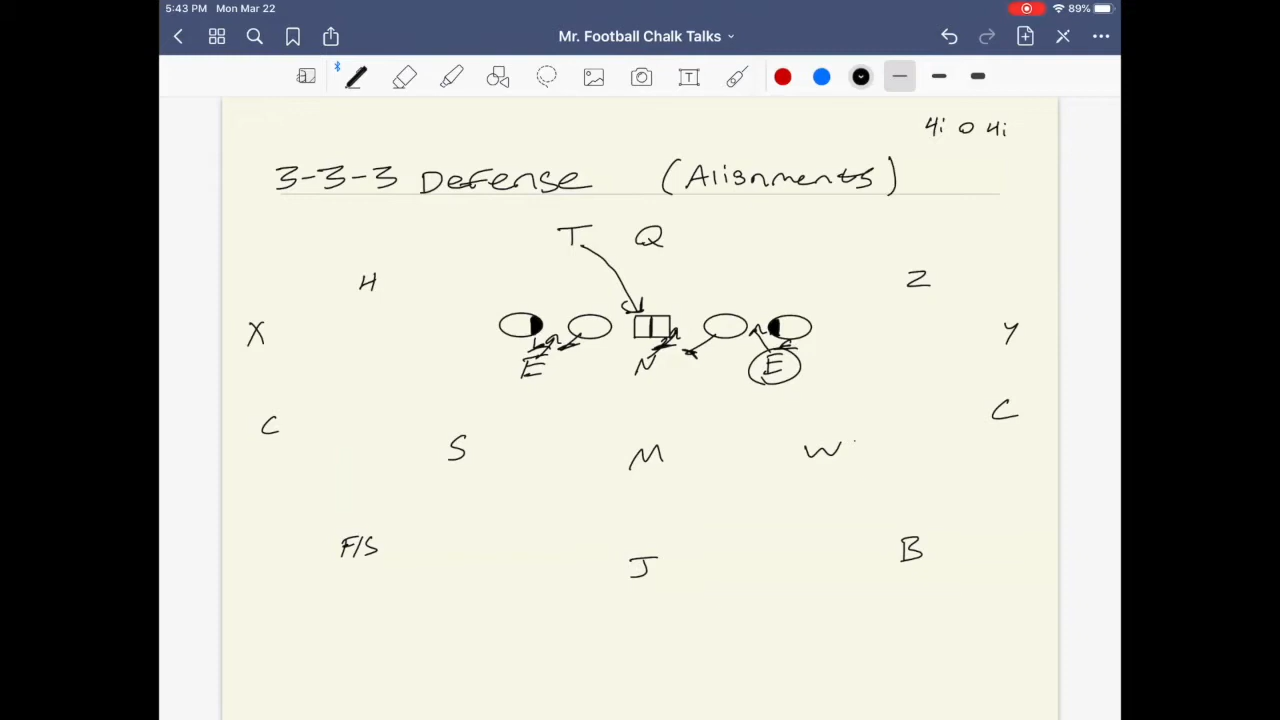 5:43 PM Mon Mar 22
89%
Mr. Football Chalk Talks
4i 0 4i
3-3-3 Defense (Alignments)
T Q
H Z
X Y
E N E
C C
S M W
F/S J B